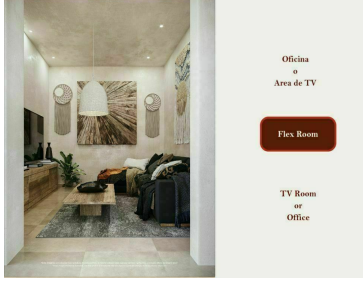 Oficina
o
Area de TV
Flex Room
TV Room
or
Office